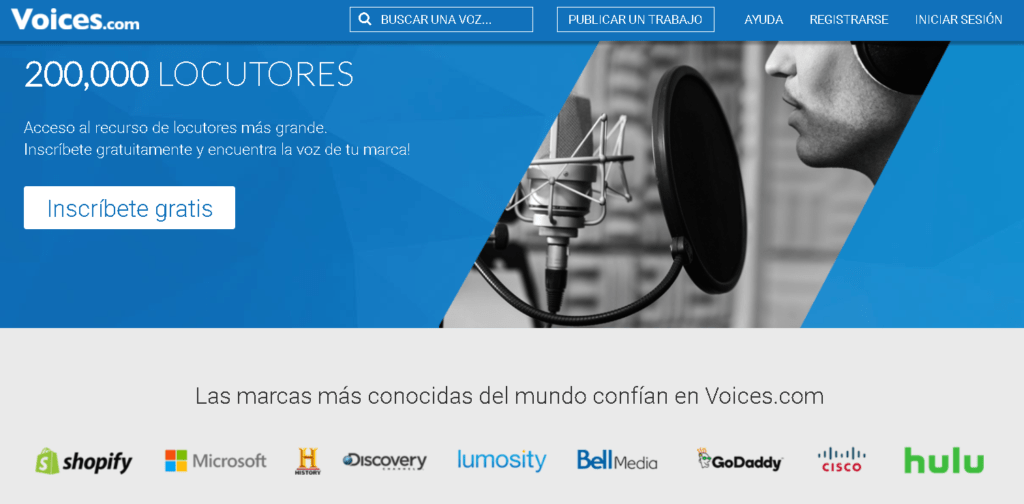 Voices.com
BUSCAR UNA VOZ...
PUBLICAR UN TRABAJO
AYUDA
REGISTRARSE
INICIAR SESIÓN
200,000 LOCUTORES
Acceso al recurso de locutores más grande.
Inscríbete gratuitamente y encuentra la voz de tu marca!
Inscríbete gratis
Las marcas más conocidas del mundo confían en Voices.com
shopify
Microsoft
H
HISTORY
Discovery
CHANNEL
lumosity
Bell Media
GoDaddy
CISCO
hulu